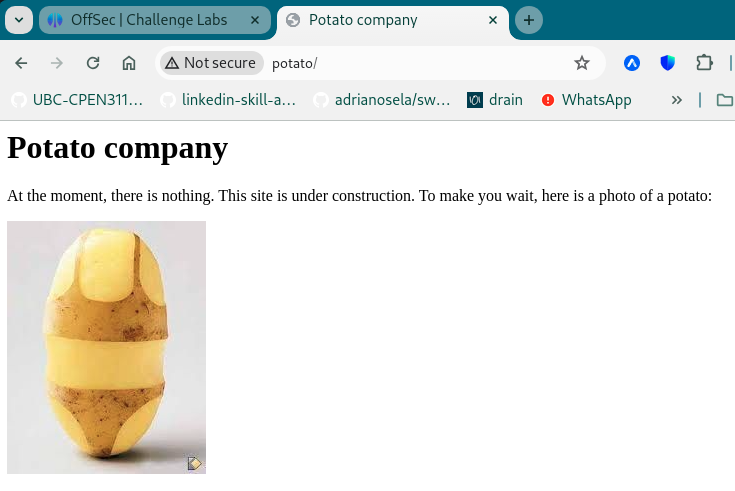 OffSec | Challenge Labs
Potato company
Not secure
potato/
UBC-CPEN311...
linkedin-skill-a...
adrianosela/sw...
drain
WhatsApp
Potato company
At the moment, there is nothing. This site is under construction. To make you wait, here is a photo of a potato: